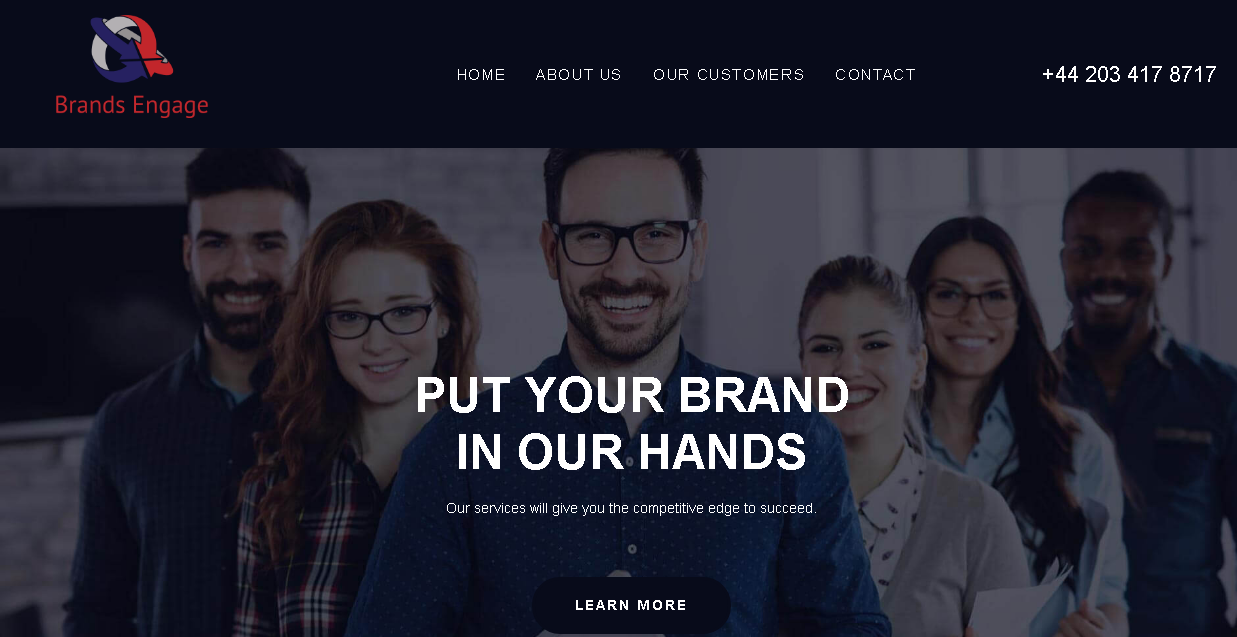 Brands Engage
HOME ABOUT US OUR CUSTOMERS CONTACT
+44 203 417 8717
PUT YOUR BRAND
IN OUR HANDS
Our services will give you the competitive edge to succeed.
LEARN MORE